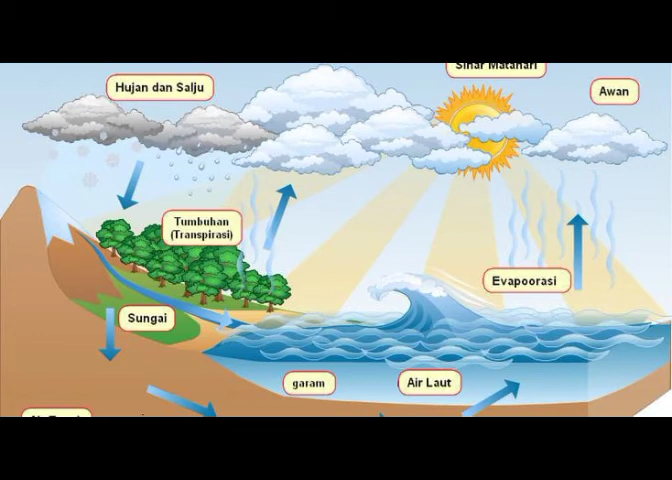 Sinar Matahari
Hujan dan Salju
Awan
Tumbuhan
(Transpirasi)
Evapoorasi
Sungai
garam
Air Laut